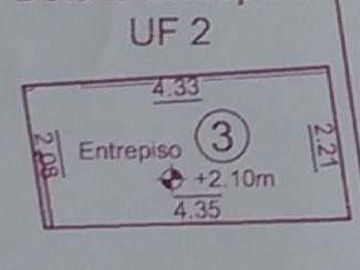 UF 2
4.33
2.08
Entrepiso
3
2.21
+2.10m
4.35